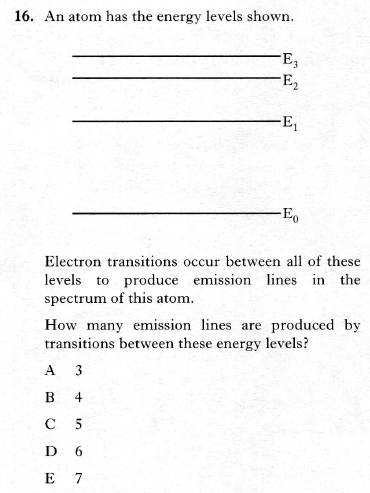 16. An atom has the energy levels shown.
E₃
E₂
E₁
E₀
Electron transitions occur between all of these
levels to produce emission lines in the
spectrum of this atom.
How many emission lines are produced by
transitions between these energy levels?
A 3
B 4
C 5
D 6
E 7